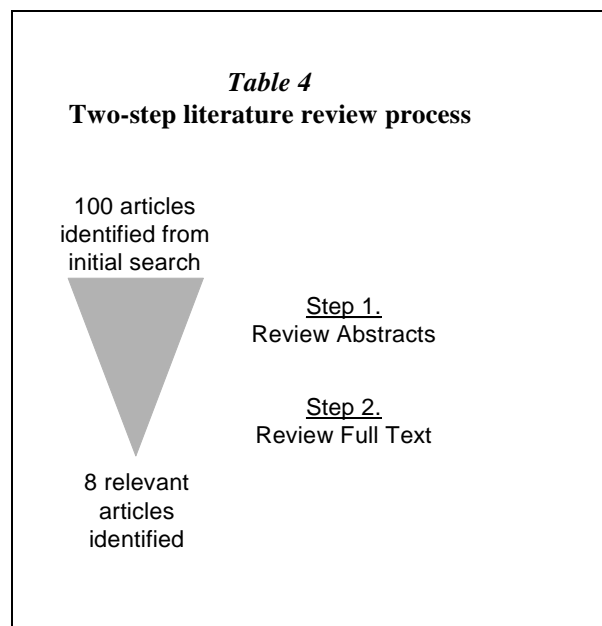 Table 4
Two-step literature review process
100 articles
identified from
initial search
Step 1.
Review Abstracts
Step 2.
Review Full Text
8 relevant
articles
identified